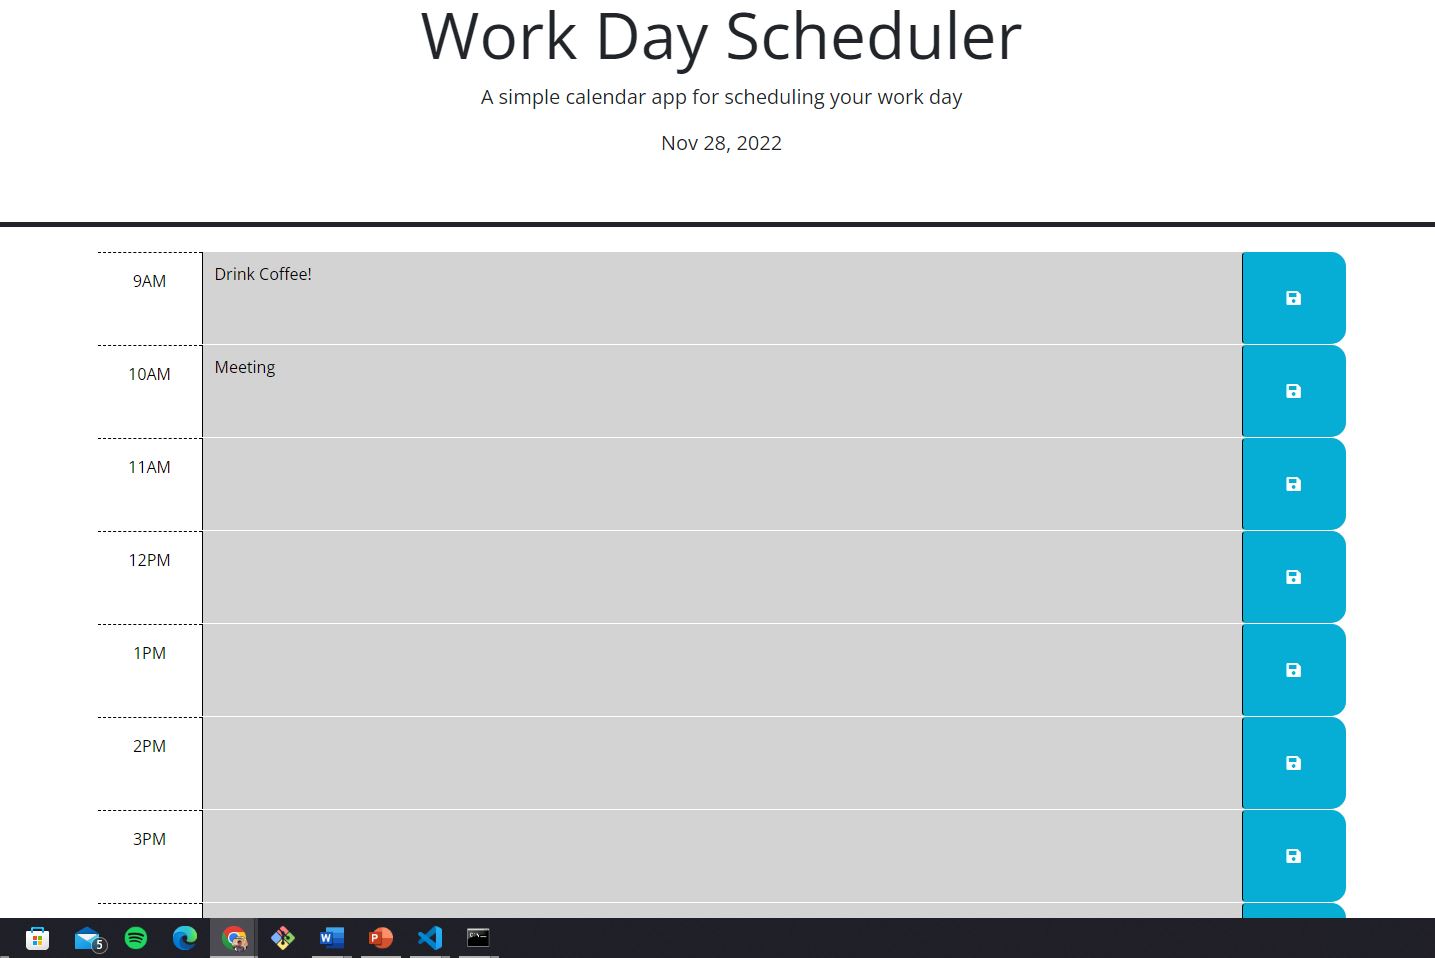 Work Day Scheduler
A simple calendar app for scheduling your work day
Nov 28, 2022
9AM
Drink Coffee!
10AM
Meeting
11AM
12PM
1PM
2PM
3PM
5
W
P